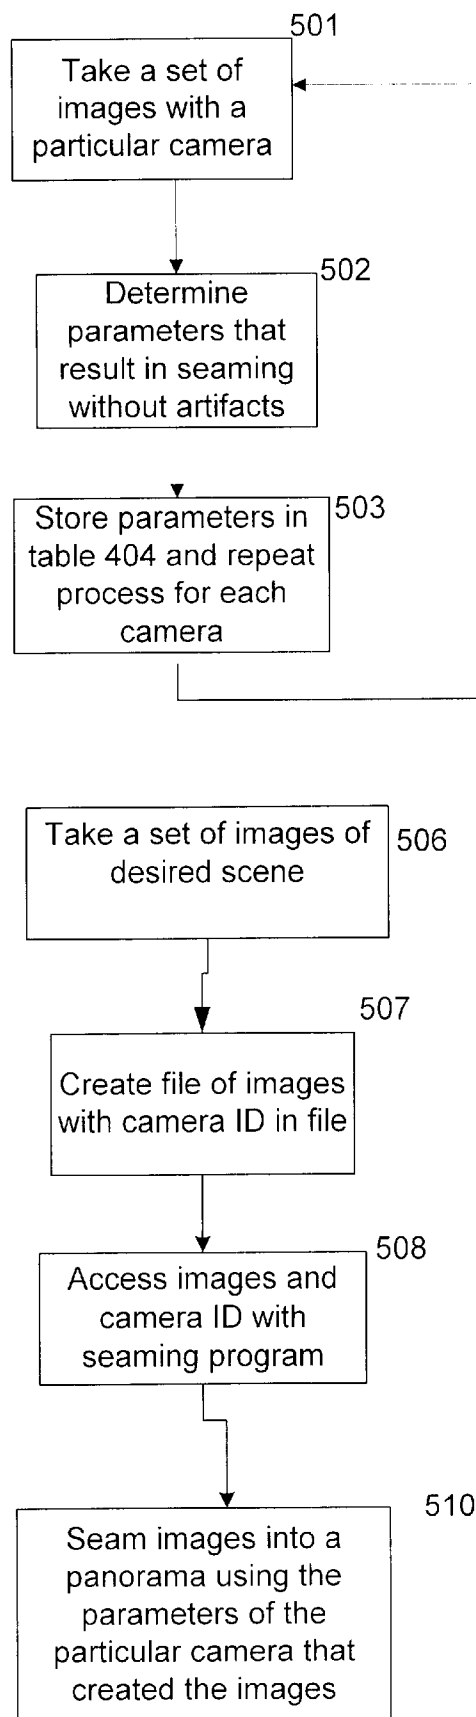 501
Take a set of
images with a
particular camera
502
Determine
parameters that
result in seaming
without artifacts
503
Store parameters in
table 404 and repeat
process for each
camera
Take a set of images of
desired scene
506
507
Create file of images
with camera ID in file
508
Access images and
camera ID with
seaming program
510
Seam images into a
panorama using the
parameters of the
particular camera that
created the images